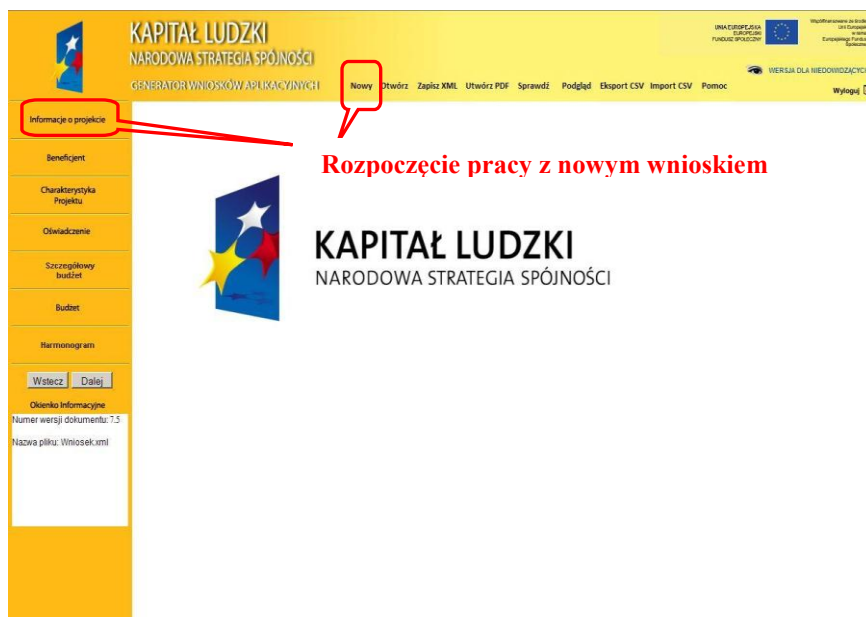 KAPITAŁ LUDZKI
NARODOWA STRATEGIA SPÓJNOŚCI
GENERATOR WNIOSKÓW APLIKACYJNYCH
UNIA EUROPEJSKA
EUROPEJSKI
FUNDUSZ SPOŁECZNY
WERSJA DLA NIEDOWIDZĄCYC
Nowy Otwórz Zapisz XML Utwórz PDF Sprawdź Podgląd Eksport CSV Import CSV Pomoc
Wyloguj
Informacje o projekcie
Beneficjent
Charakterystyka
Projektu
Oświadczenie
Szczegółowy
budżet
Budżet
Harmonogram
Wstecz Dalej
Okienko Informacyjne
Numer wersji dokumentu: 7.5
Nazwa pliku: Wniosek.xml
Rozpoczęcie pracy z nowym wnioskiem
KAPITAŁ LUDZKI
NARODOWA STRATEGIA SPÓJNOŚCI